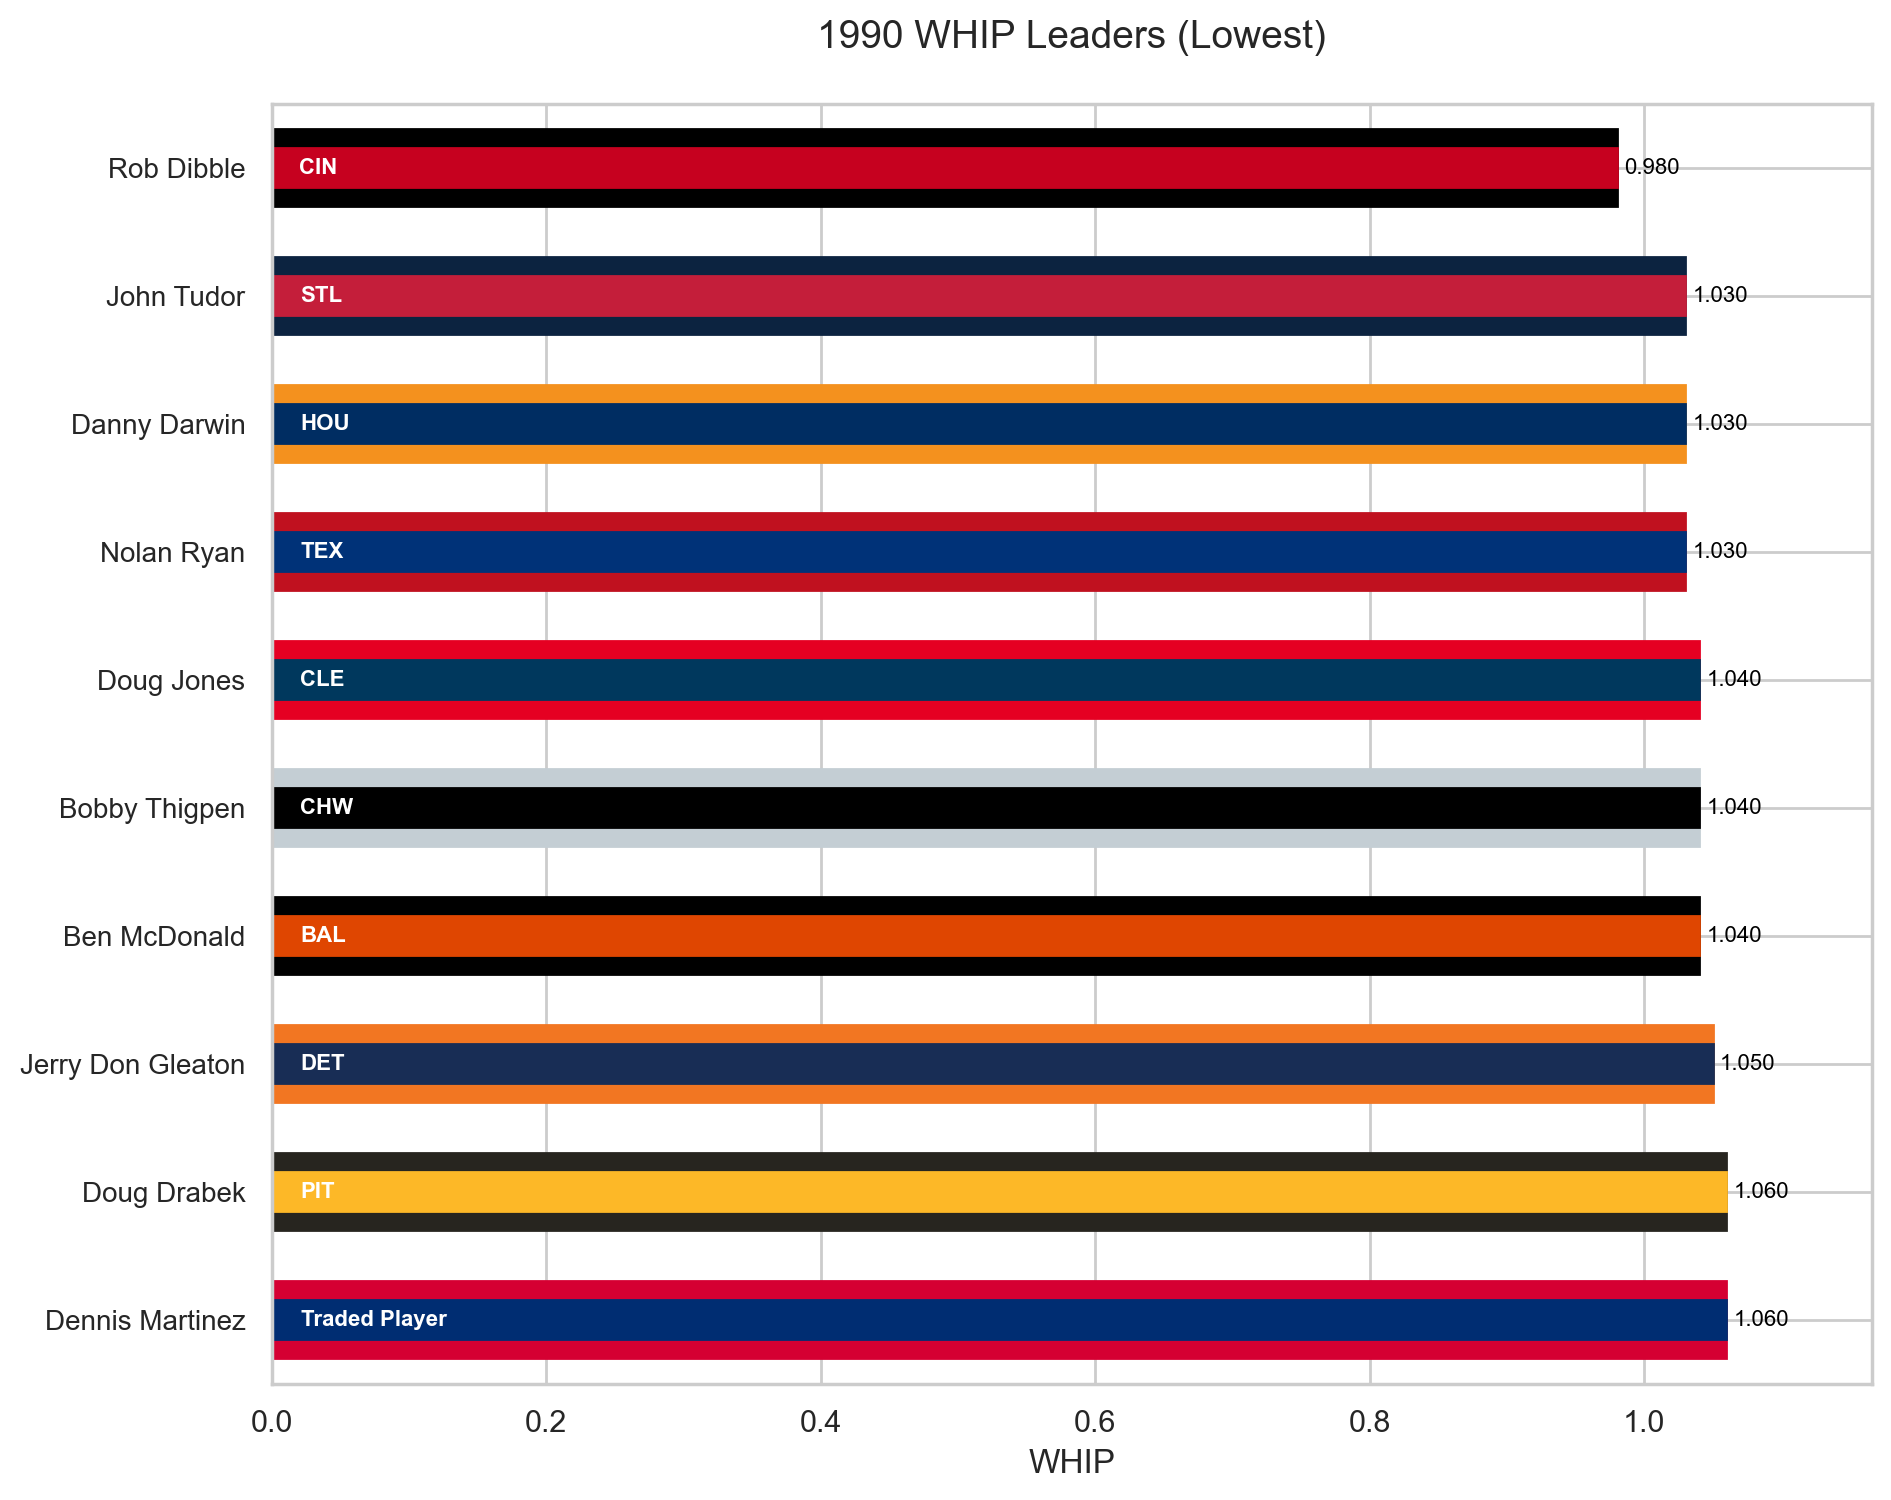 1990 WHIP Leaders (Lowest)
Rob Dibble CIN 0.980
John Tudor STL 1.030
Danny Darwin HOU 1.030
Nolan Ryan TEX 1.030
Doug Jones CLE 1.040
Bobby Thigpen CHW 1.040
Ben McDonald BAL 1.040
Jerry Don Gleaton DET 1.050
Doug Drabek PIT 1.060
Dennis Martinez Traded Player 1.060
0.0 0.2 0.4 0.6 0.8 1.0
WHIP